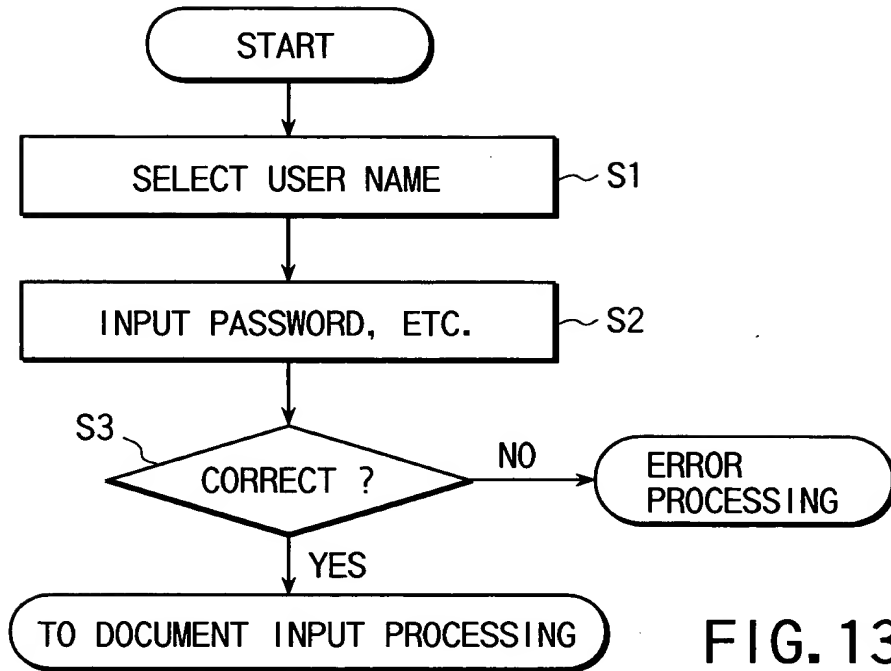 START
SELECT USER NAME
S1
INPUT PASSWORD, ETC.
S2
S3
CORRECT ?
NO
ERROR
PROCESSING
YES
TO DOCUMENT INPUT PROCESSING
FIG. 13